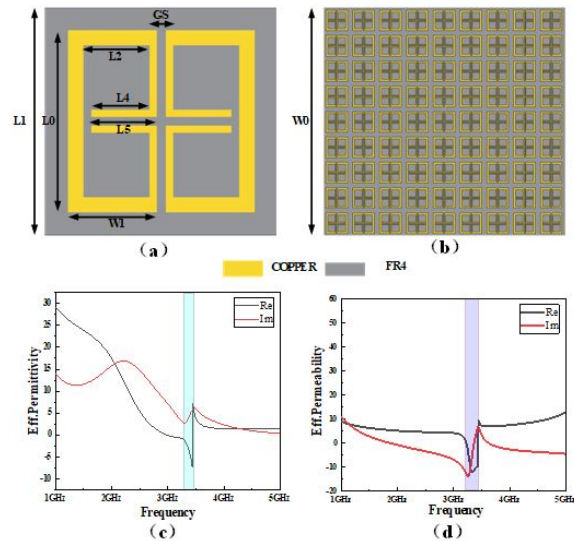 GS
L2
L4
L1
L0
L5
W1
(a)
W0
(b)
COPPER
FR4
Eff.Permittivity
30
25
20
15
10
5
0
-5
-10
Re
Im
1GHz 2GHz 3GHz 4GHz 5GHz
Frequency
(c)
Eff.Permeability
60
50
40
30
20
10
0
-10
-20
Re
Im
1GHz 2GHz 3GHz 4GHz 5GHz
Frequency
(d)